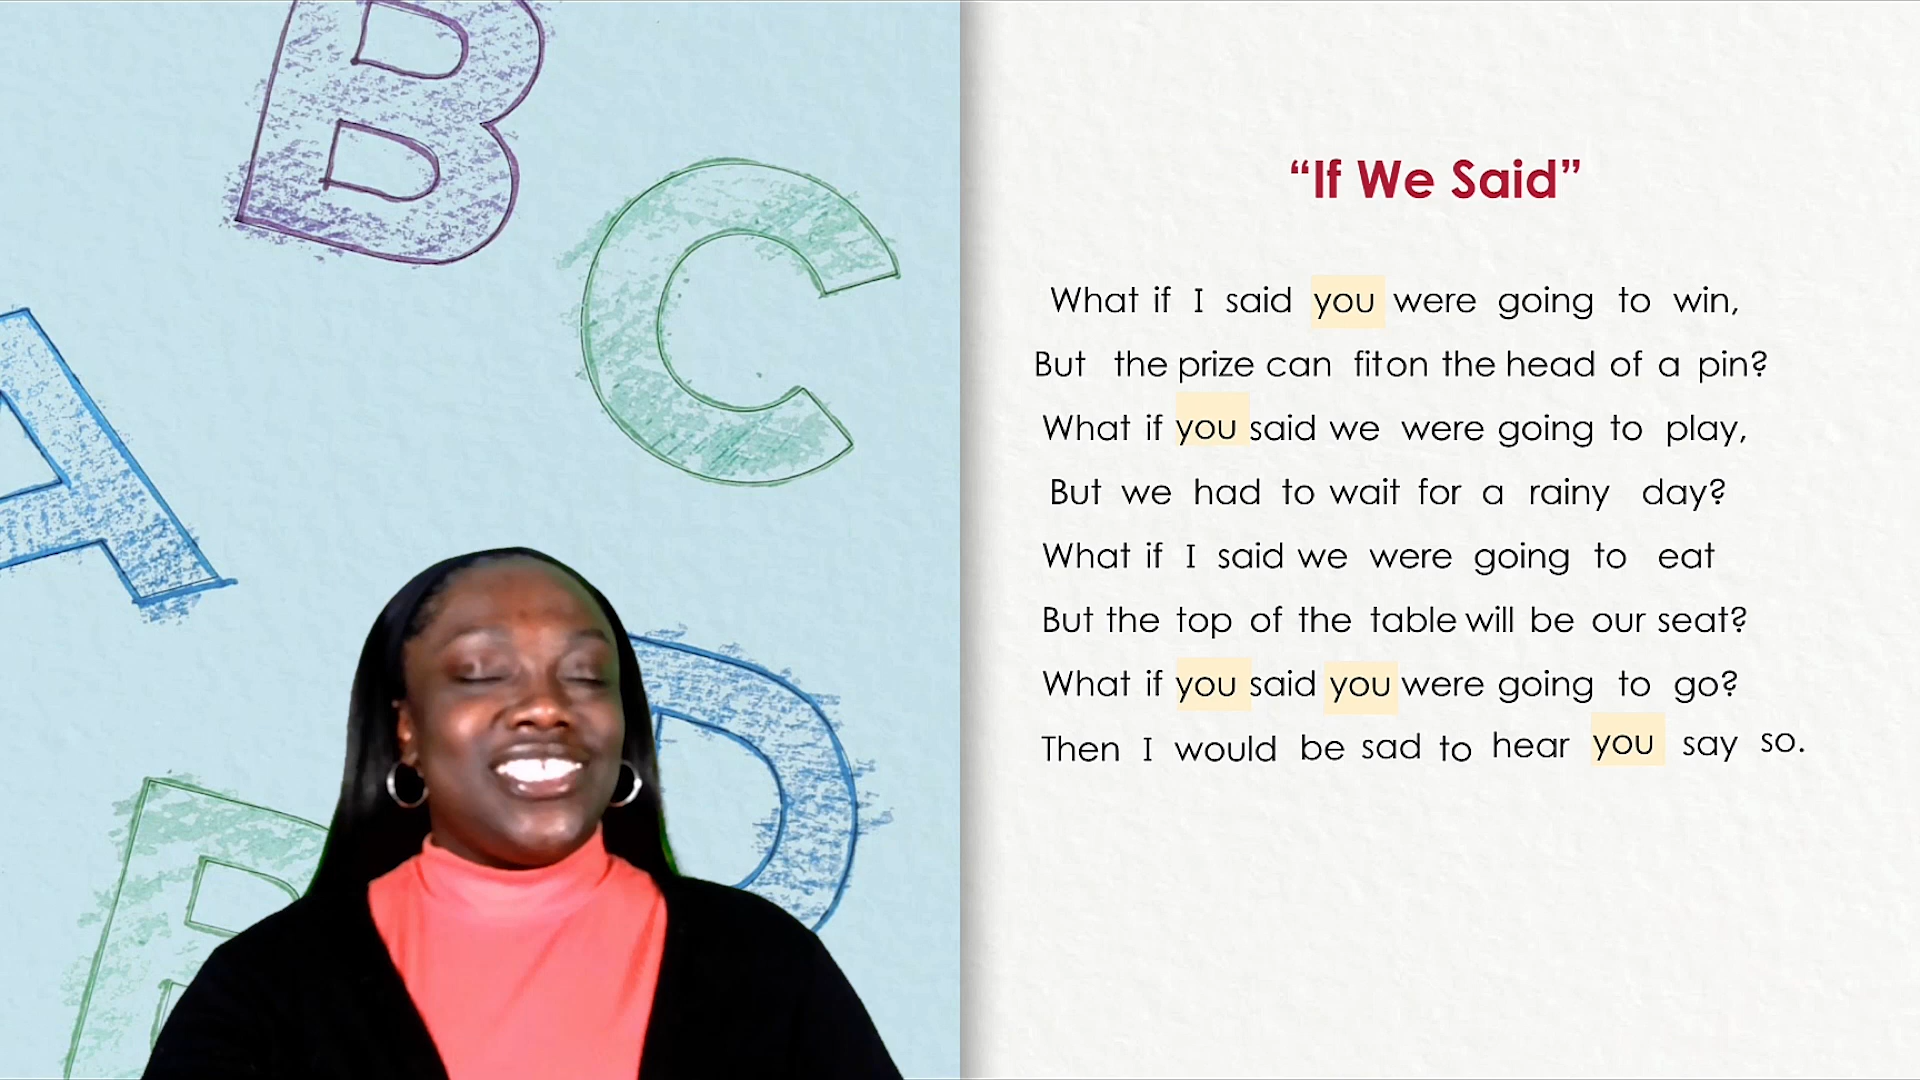 B
C
A
D
E
“If We Said”
What if I said you were going to win,
But the prize can fit on the head of a pin?
What if you said we were going to play,
But we had to wait for a rainy day?
What if I said we were going to eat
But the top of the table will be our seat?
What if you said you were going to go?
Then I would be sad to hear you say so.